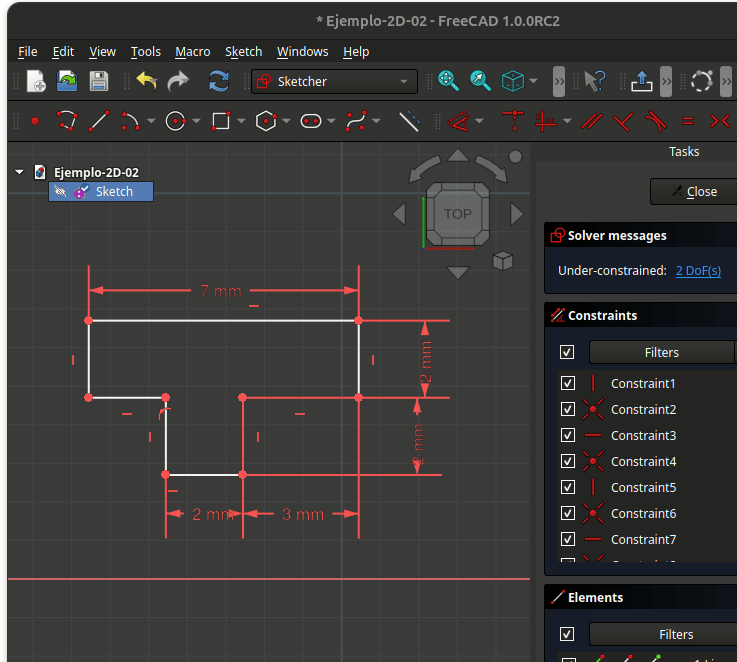 * Ejemplo-2D-02 - FreeCAD 1.0.0RC2
File Edit View Tools Macro Sketch Windows Help
Sketcher
Tasks
Ejemplo-2D-02
Sketch
TOP
Close
Solver messages
Under-constrained: 2 DoF(s)
Constraints
Filters
Constraint1
Constraint2
Constraint3
Constraint4
Constraint5
Constraint6
Constraint7
7 mm
2 mm
2 mm
2 mm
3 mm
Elements
Filters